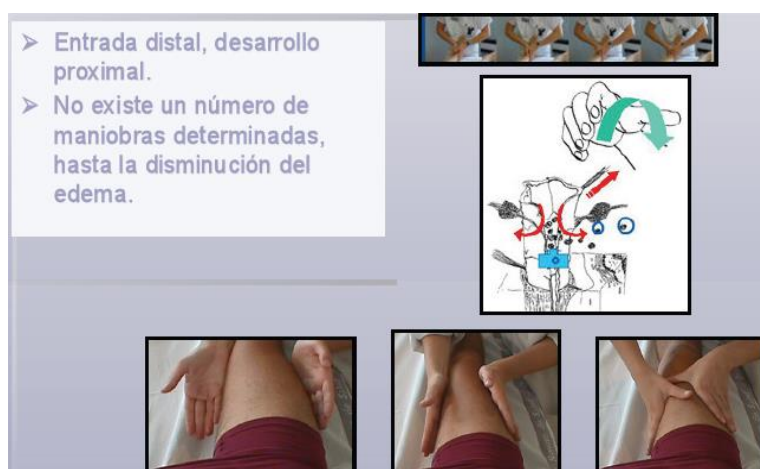 ➢ Entrada distal, desarrollo
proximal.
➢ No existe un número de
maniobras determinadas,
hasta la disminución del
edema.